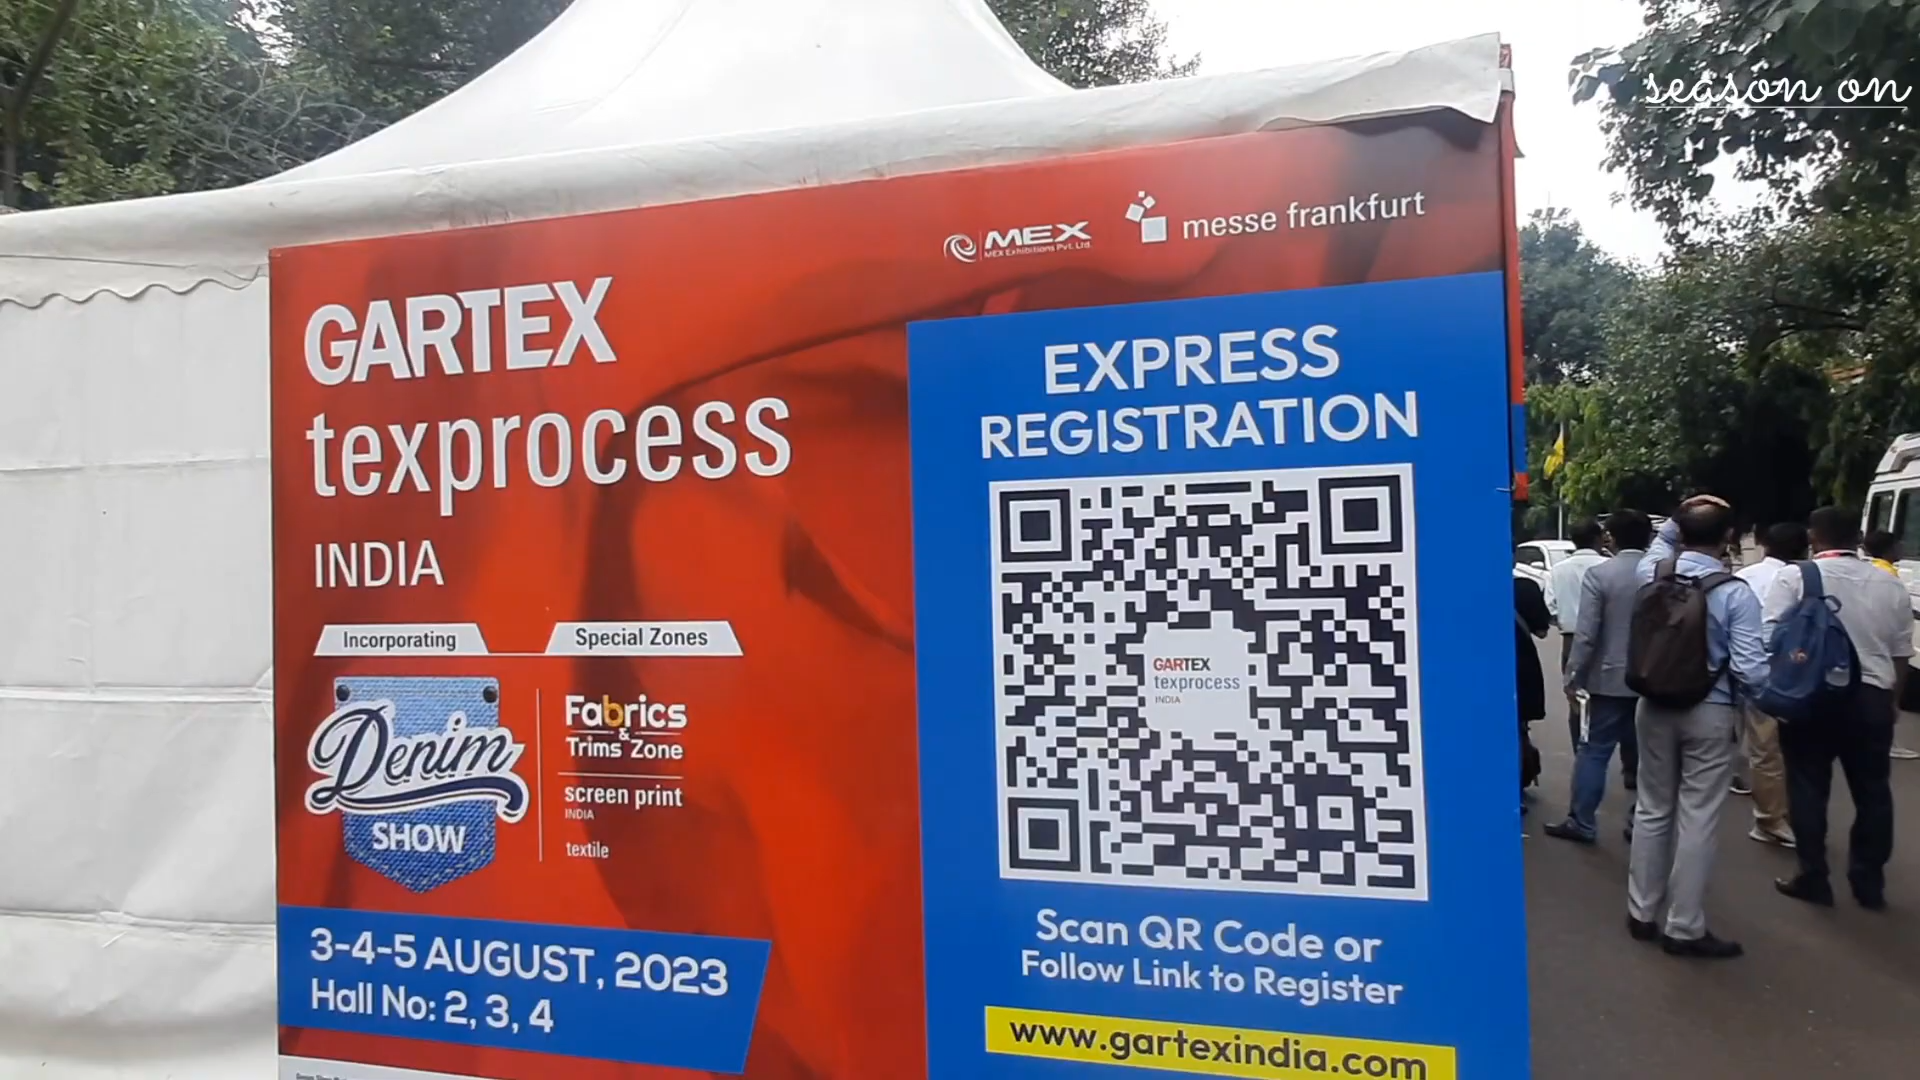 season on
MEX
MEX Exhibitions Pvt. Ltd.
messe frankfurt
GARTEX
texprocess
INDIA
Incorporating
Special Zones
Denim
SHOW
Fabrics
&
Trims Zone
screen print
INDIA
textile
3-4-5 AUGUST, 2023
Hall No: 2, 3, 4
EXPRESS
REGISTRATION
GARTEX
texprocess
INDIA
Scan QR Code or
Follow Link to Register
www.gartexindia.com